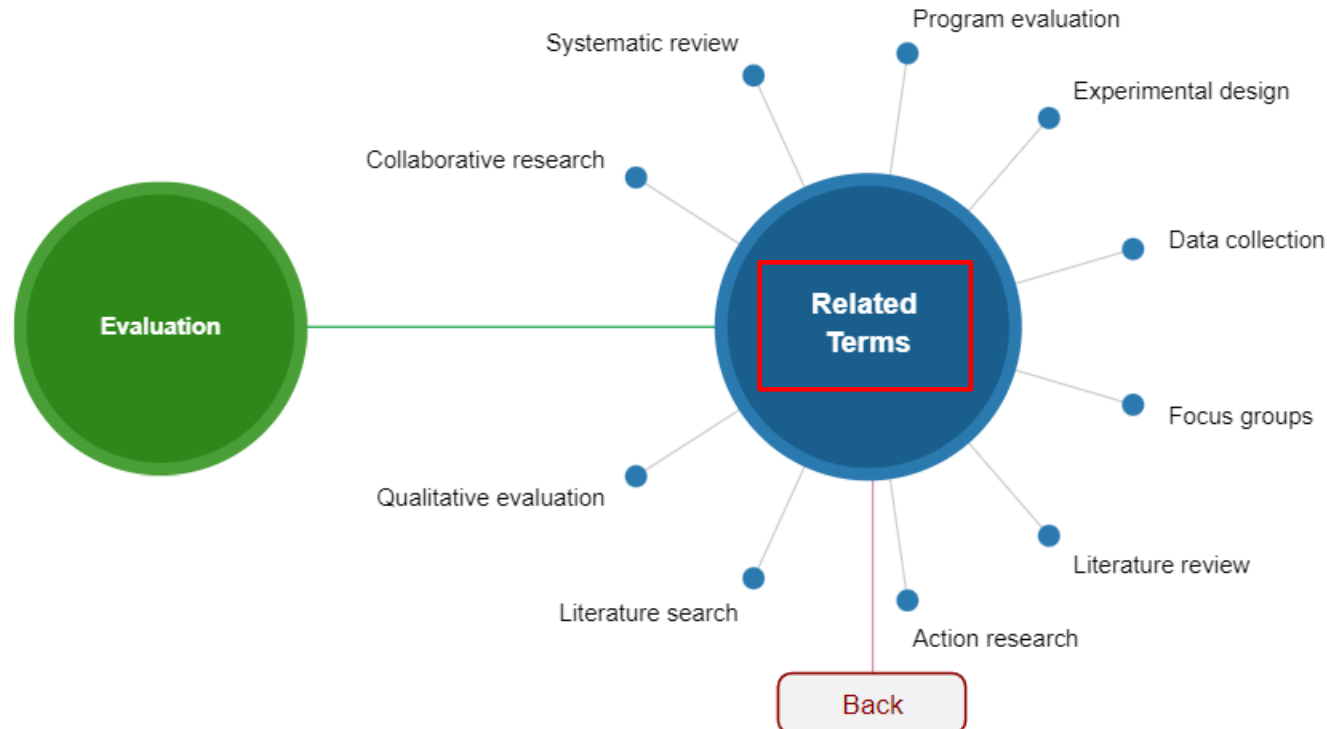 Program evaluation
Systematic review
Experimental design
Collaborative research
Data collection
Related
Terms
Evaluation
Focus groups
Qualitative evaluation
Literature review
Literature search
Action research
Back